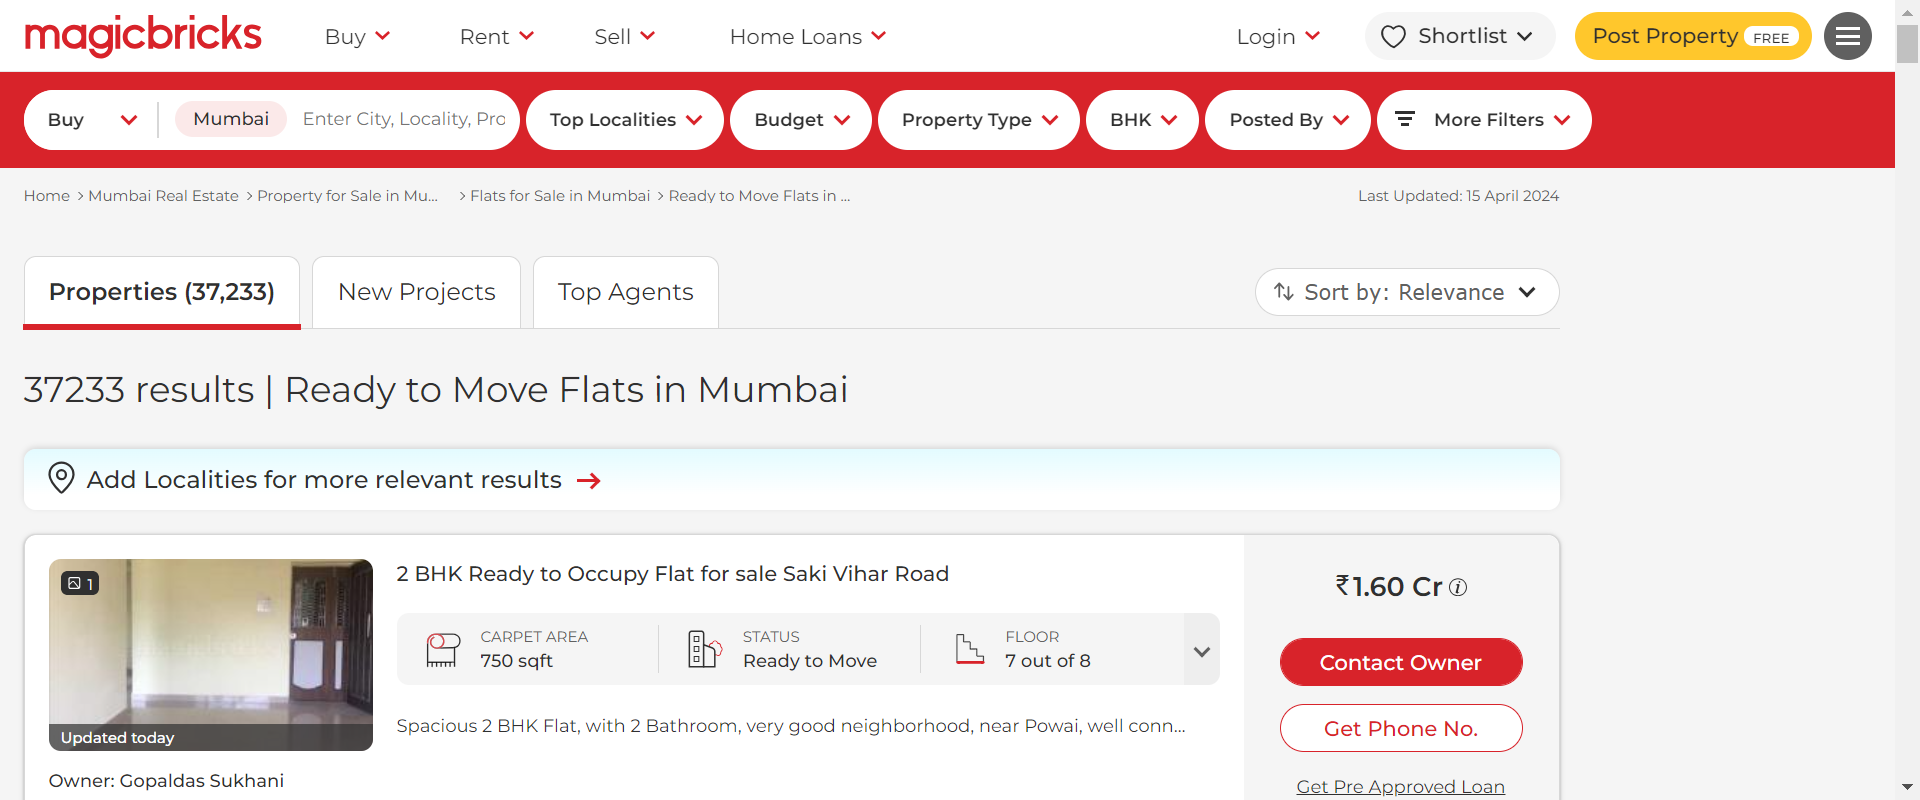 magicbricks
Buy
Rent
Sell
Home Loans
Login
Shortlist
Post Property FREE
Buy
Mumbai
Enter City, Locality, Pro
Top Localities
Budget
Property Type
BHK
Posted By
More Filters
Home > Mumbai Real Estate > Property for Sale in Mu... > Flats for Sale in Mumbai > Ready to Move Flats in ...
Last Updated: 15 April 2024
Properties (37,233)
New Projects
Top Agents
Sort by: Relevance
37233 results | Ready to Move Flats in Mumbai
Add Localities for more relevant results
1
Updated today
Owner: Gopaldas Sukhani
2 BHK Ready to Occupy Flat for sale Saki Vihar Road
CARPET AREA
750 sqft
STATUS
Ready to Move
FLOOR
7 out of 8
Spacious 2 BHK Flat, with 2 Bathroom, very good neighborhood, near Powai, well conn...
₹1.60 Cr
Contact Owner
Get Phone No.
Get Pre Approved Loan